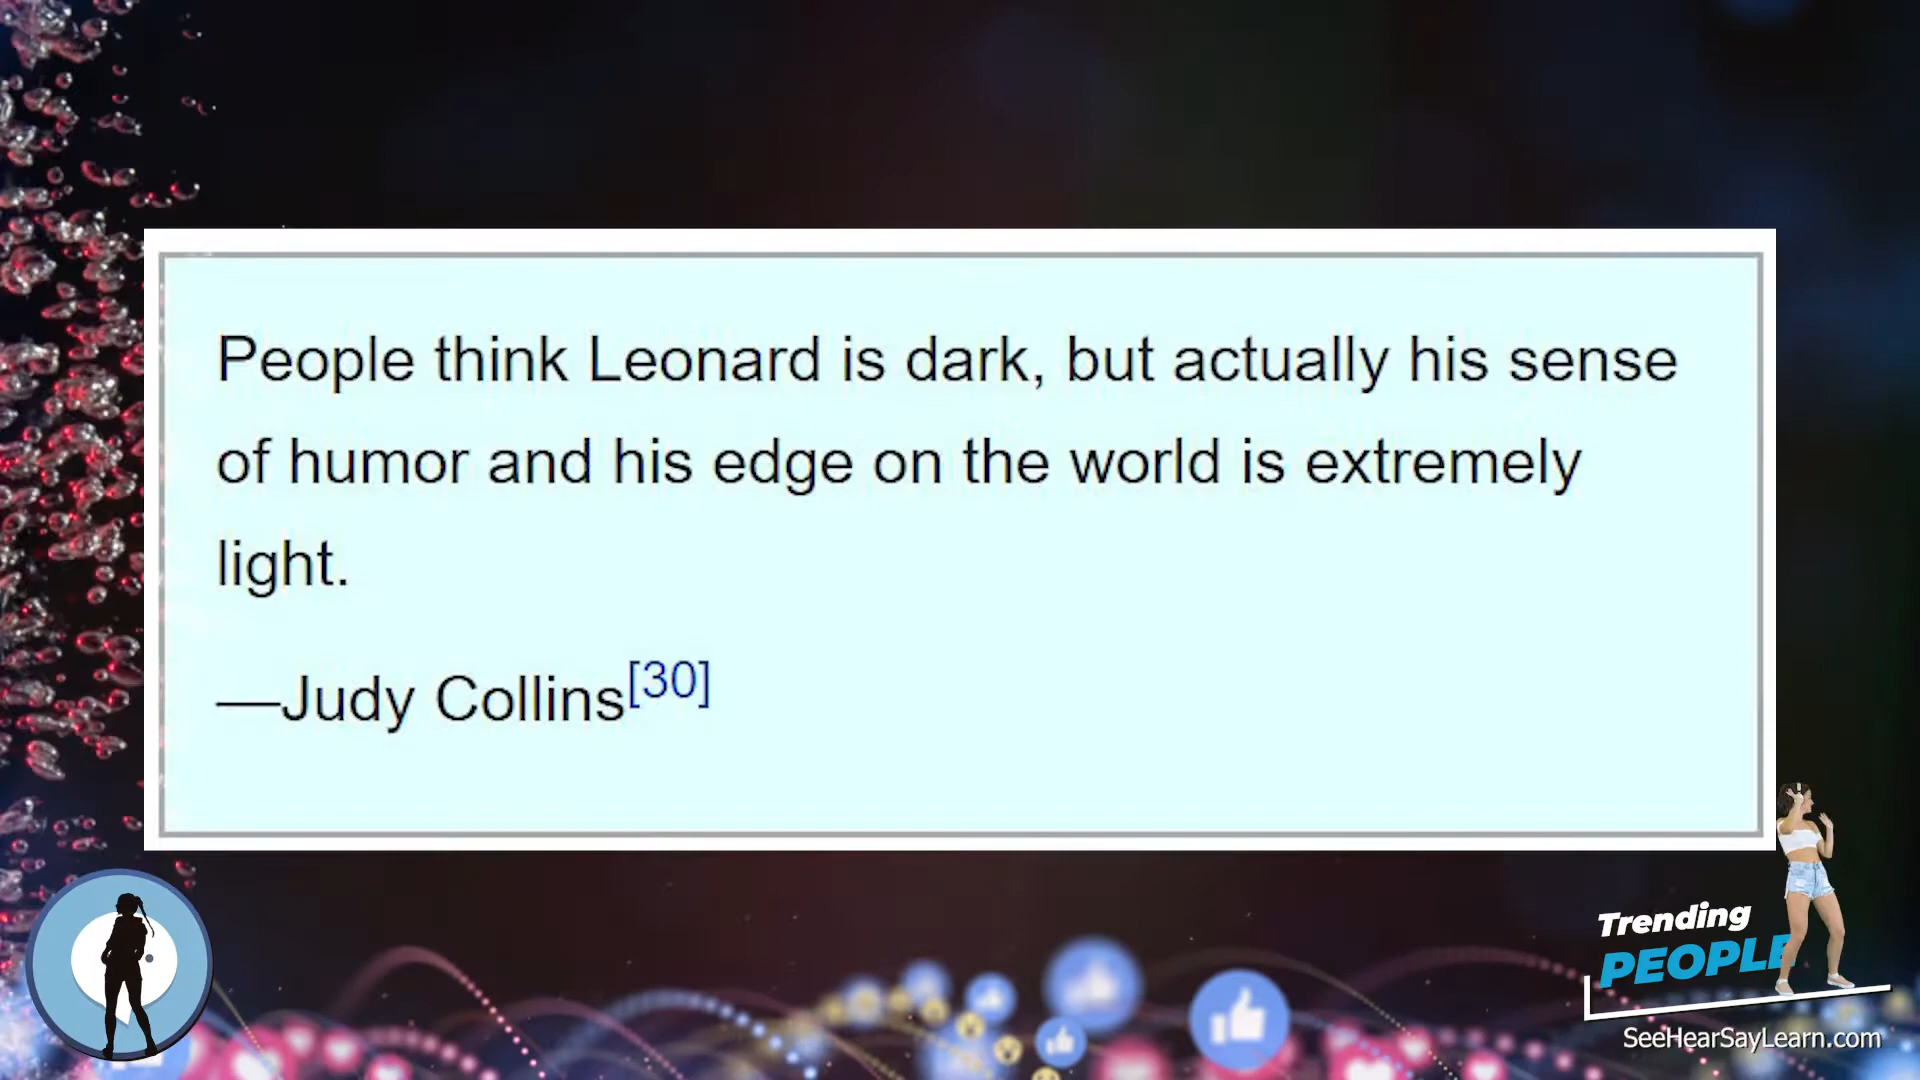 People think Leonard is dark, but actually his sense
of humor and his edge on the world is extremely
light.
—Judy Collins[30]
Trending
PEOPLE
SeeHearSayLearn.com